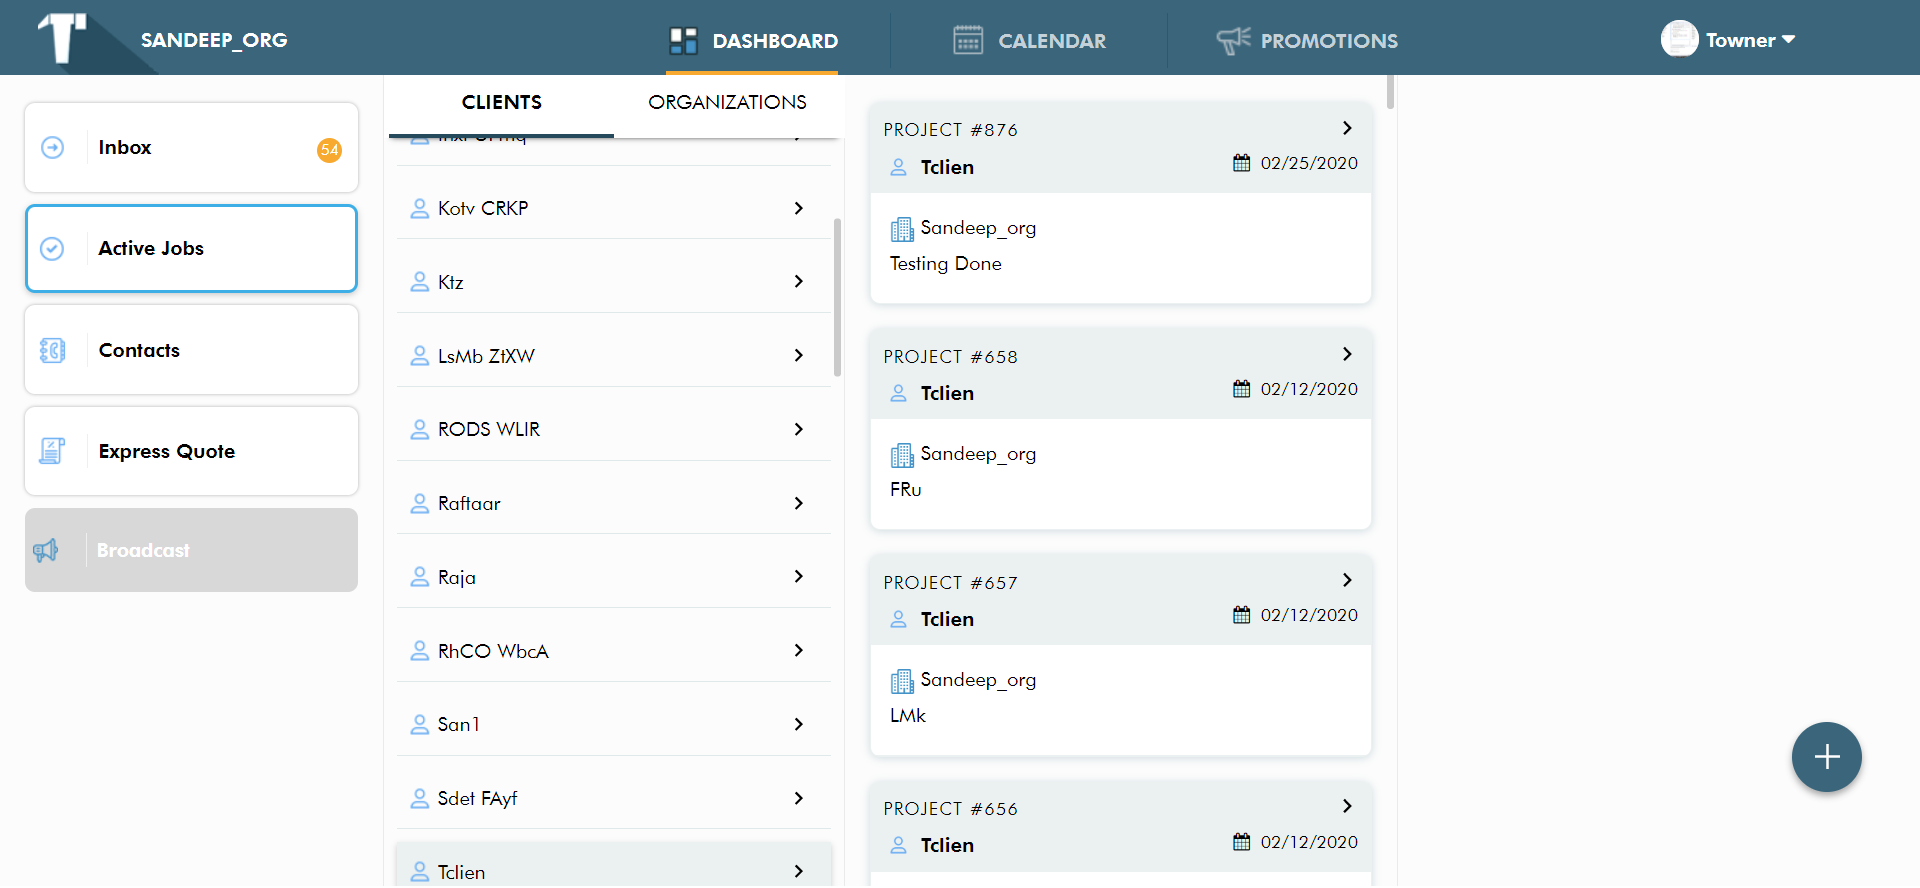 SANDEEP_ORG
DASHBOARD
CALENDAR
PROMOTIONS
Towner
Inbox
54
Active Jobs
Contacts
Express Quote
Broadcast
CLIENTS
ORGANIZATIONS
Kotv CRKP
Ktz
LsMb ZtXW
RODS WLIR
Raftaar
Raja
RhCO WbcA
San1
Sdet FAyf
Tclien
PROJECT #876
Tclien
02/25/2020
Sandeep_org
Testing Done
PROJECT #658
Tclien
02/12/2020
Sandeep_org
FRu
PROJECT #657
Tclien
02/12/2020
Sandeep_org
LMk
PROJECT #656
Tclien
02/12/2020